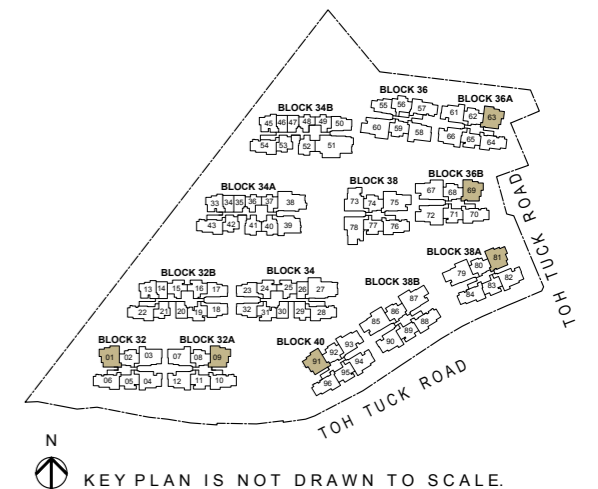 BLOCK 36
BLOCK 36A
55 56 57
61 62 63
60 59 58
66 65 64
BLOCK 34B
45 46 47 48 49 50
54 53 52 51
BLOCK 36B
67 68 69
72 71 70
BLOCK 38
73 74 75
78 77 76
BLOCK 34A
33 34 35 36 37 38
43 42 41 40 39
TOH TUCK ROAD
BLOCK 38A
79 80 81
84 83 82
BLOCK 32B
13 14 15 16 17
22 21 20 19 18
BLOCK 34
23 24 25 26 27
32 31 30 29 28
BLOCK 38B
85 86 87
90 89 88
BLOCK 32
01 02 03
06 05 04
BLOCK 32A
07 08 09
12 11 10
BLOCK 40
91 92 93
96 95 94
TOH TUCK ROAD
N
KEY PLAN IS NOT DRAWN TO SCALE.